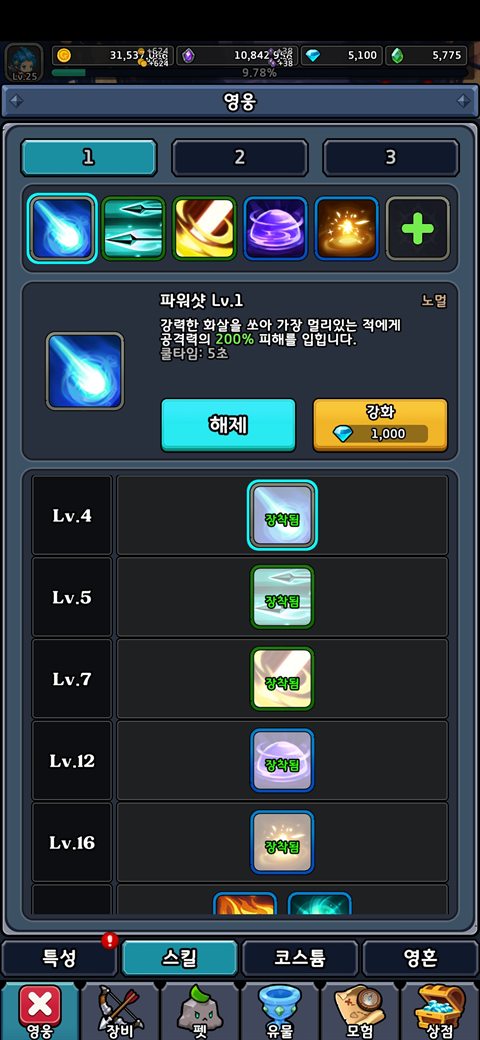 Lv.25
5,100
5,775
9.78%
영웅
1
2
3
파워샷 Lv.1
노멀
강력한 화살을 쏘아 가장 멀리있는 적에게
공격력의 200% 피해를 입힙니다.
쿨타임: 5초
해제
강화
1,000
Lv.4
장착됨
Lv.5
장착됨
Lv.7
장착됨
Lv.12
장착됨
Lv.16
장착됨
특성
스킬
코스튬
영혼
영웅
장비
펫
유물
모험
상점